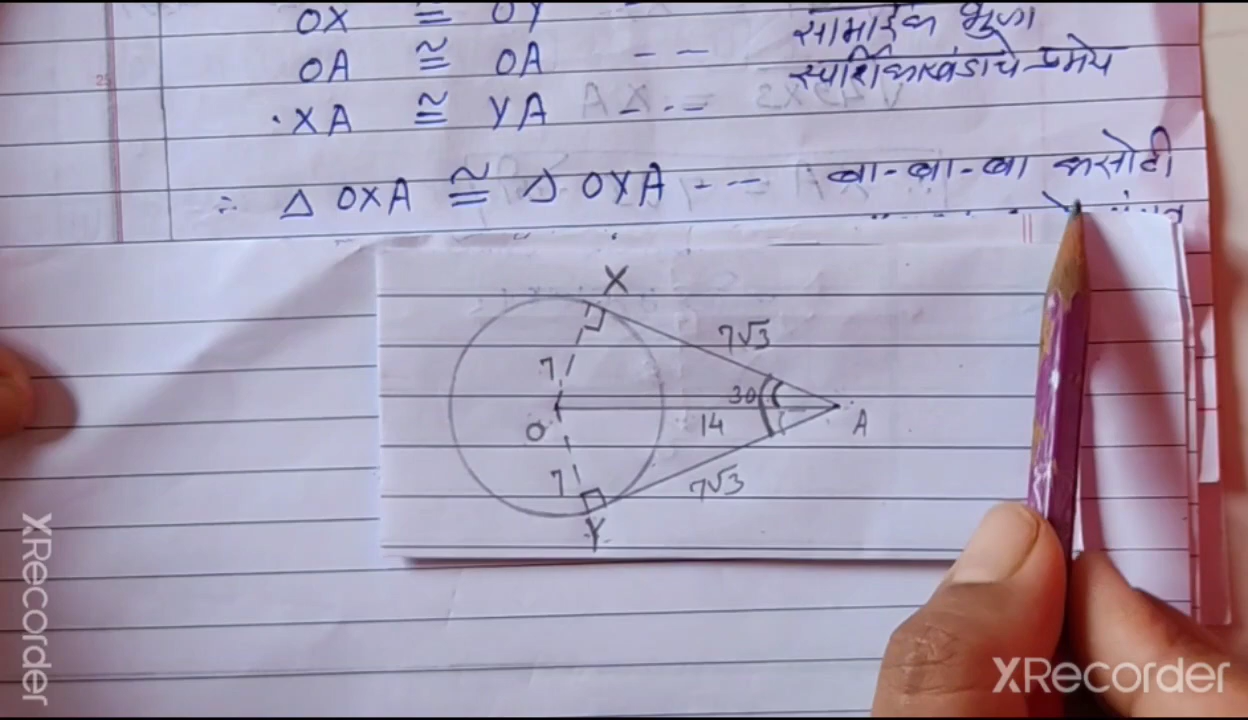 OX ≅ OY
सामाईक भुजा
OA ≅ OA - -
स्पर्शिकाखंडाचे प्रमेय
XA ≅ YA - - -
∴ △ OXA ≅ △ OYA - - बा-बा-बा कसोटी
X
7√3
7
30
O
14
A
7
7√3
Y
XRecorder
XRecorder